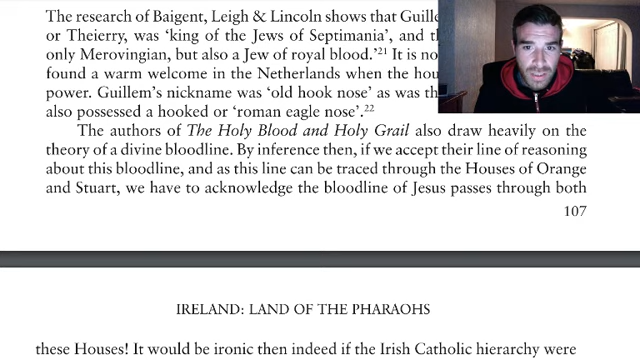 The research of Baigent, Leigh & Lincoln shows that
or Theierry, was ‘king of the Jews of Septimania’, and
only Merovingian, but also a Jew of royal blood.’21 It is
found a warm welcome in the Netherlands when the
power. Guillem's nickname was ‘old hook nose’ as was
also possessed a hooked or ‘roman eagle nose’.22
The authors of The Holy Blood and Holy Grail also draw heavily on the
theory of a divine bloodline. By inference then, if we accept their line of reasoning
about this bloodline, and as this line can be traced through the Houses of Orange
and Stuart, we have to acknowledge the bloodline of Jesus passes through both
107
IRELAND: LAND OF THE PHARAOHS
these Houses! It would be ironic then indeed if the Irish Catholic hierarchy were